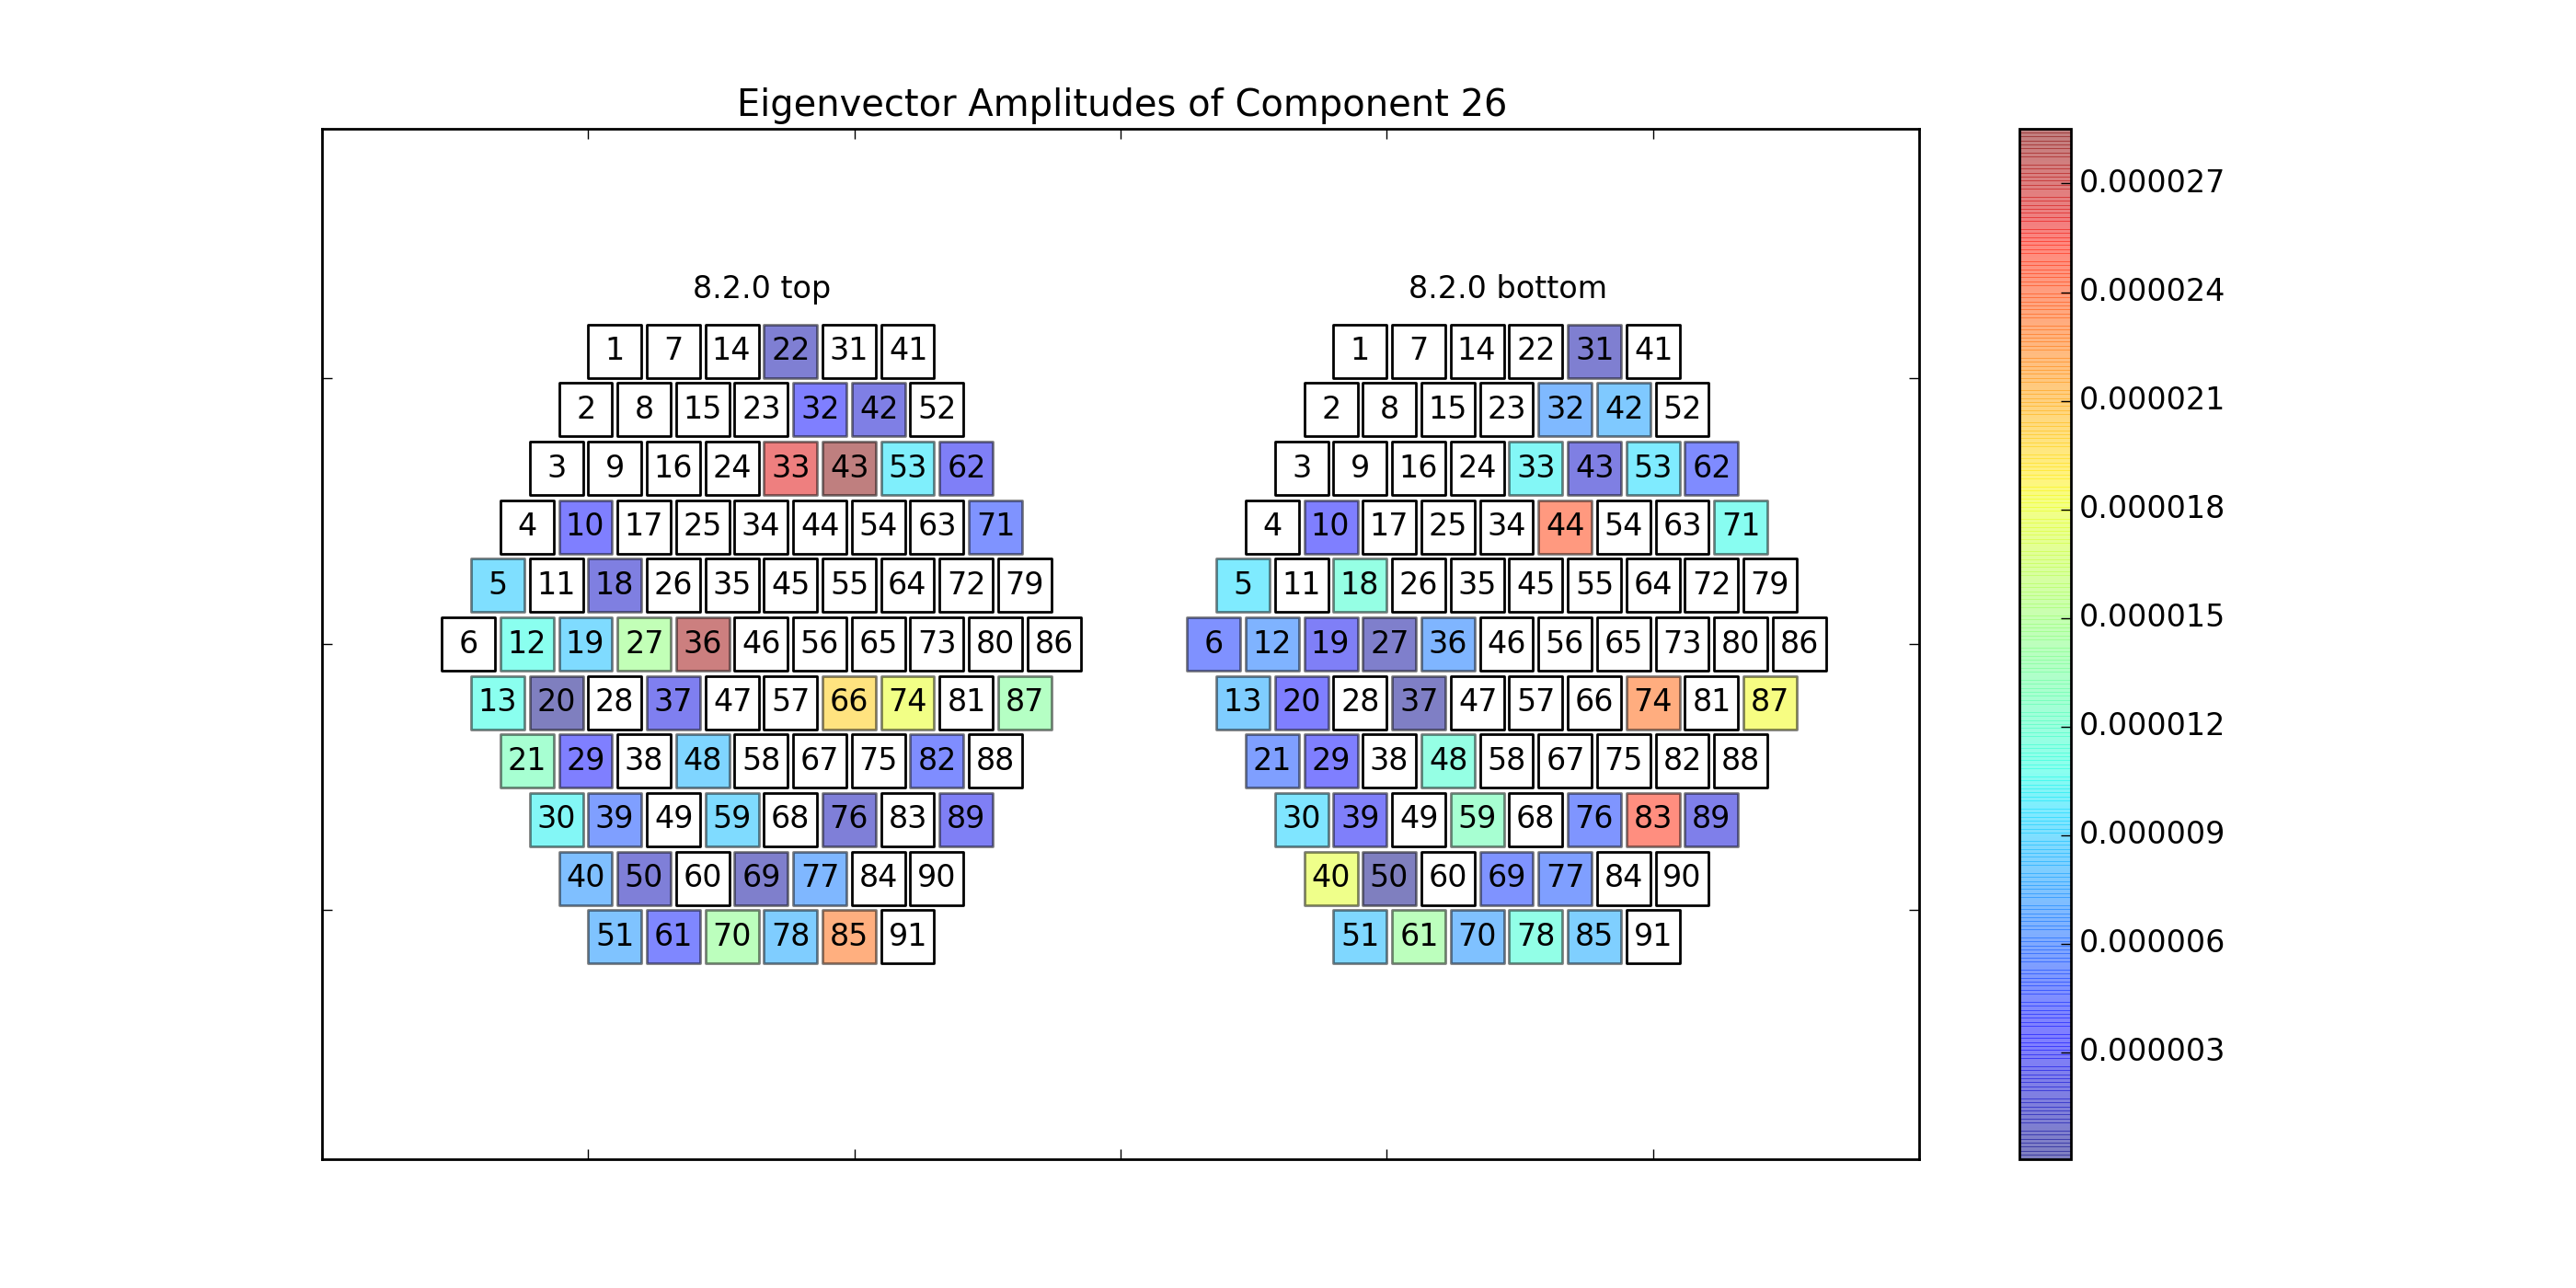 Eigenvector Amplitudes of Component 26
8.2.0 top
1 7 14 22 31 41
2 8 15 23 32 42 52
3 9 16 24 33 43 53 62
4 10 17 25 34 44 54 63 71
5 11 18 26 35 45 55 64 72 79
6 12 19 27 36 46 56 65 73 80 86
13 20 28 37 47 57 66 74 81 87
21 29 38 48 58 67 75 82 88
30 39 49 59 68 76 83 89
40 50 60 69 77 84 90
51 61 70 78 85 91
8.2.0 bottom
1 7 14 22 31 41
2 8 15 23 32 42 52
3 9 16 24 33 43 53 62
4 10 17 25 34 44 54 63 71
5 11 18 26 35 45 55 64 72 79
6 12 19 27 36 46 56 65 73 80 86
13 20 28 37 47 57 66 74 81 87
21 29 38 48 58 67 75 82 88
30 39 49 59 68 76 83 89
40 50 60 69 77 84 90
51 61 70 78 85 91
0.000027
0.000024
0.000021
0.000018
0.000015
0.000012
0.000009
0.000006
0.000003